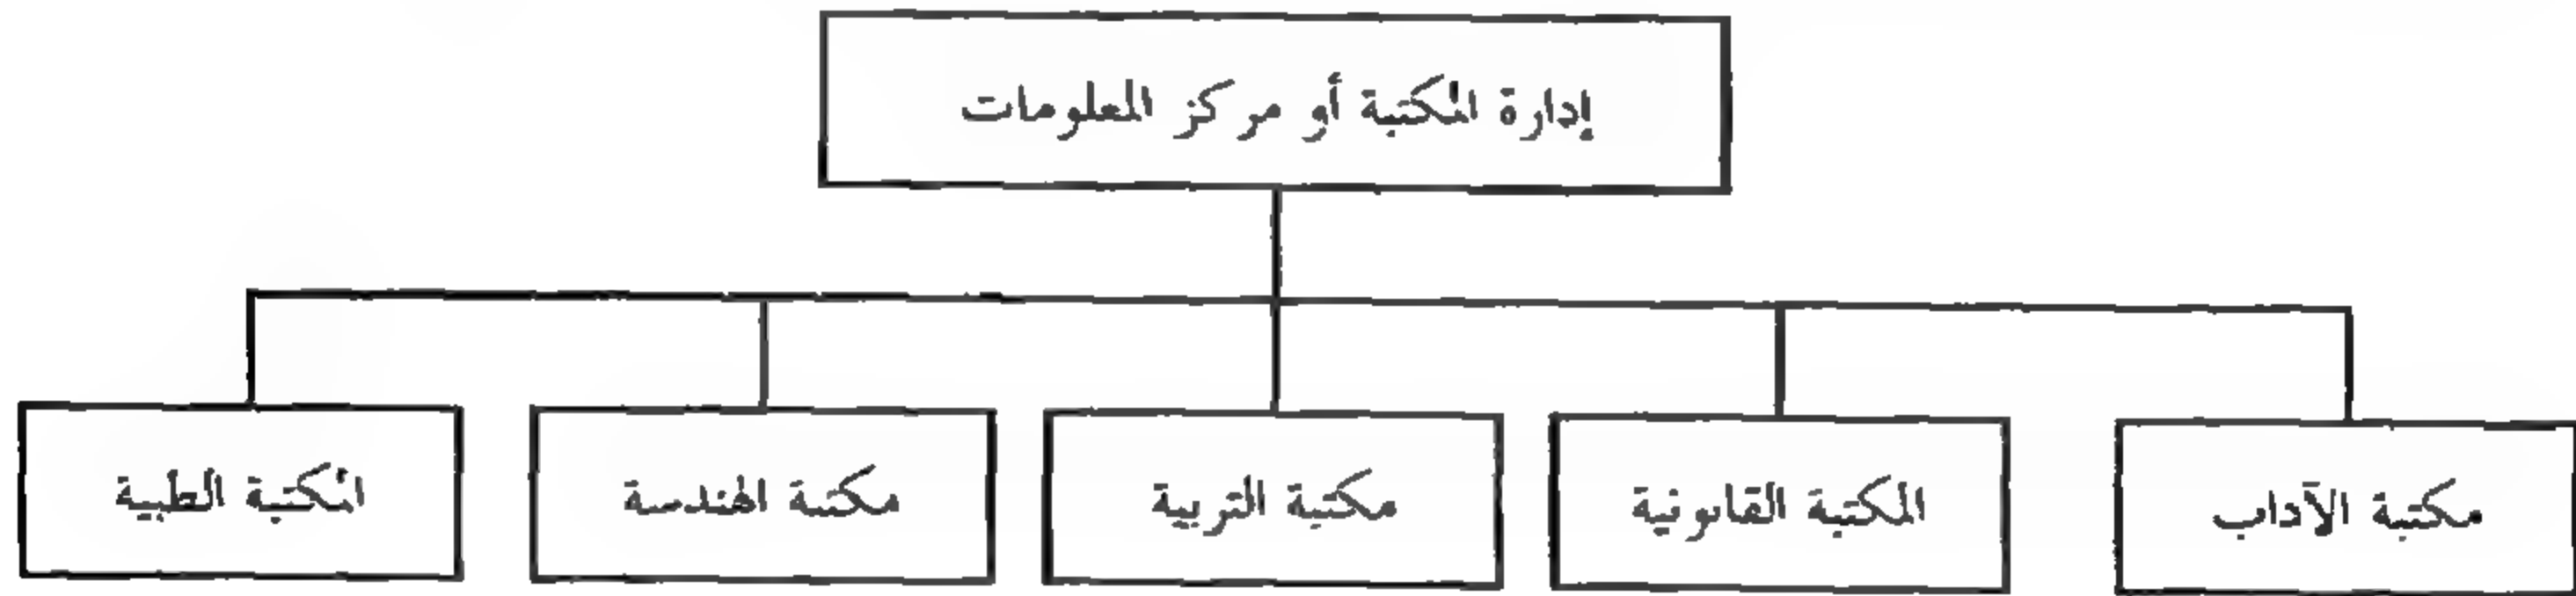 إدارة المكتبة أو مركز المعلومات
مكتبة الآداب
المكتبة القانونية
مكتبة التربية
مكتبة الهندسة
المكتبة الطبية